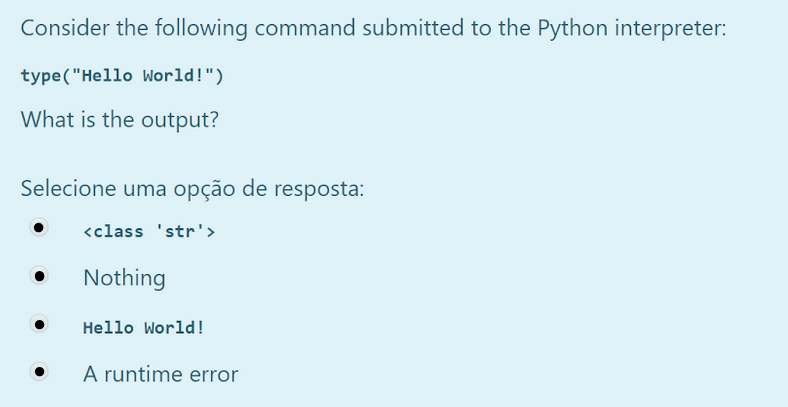 Consider the following command submitted to the Python interpreter:
type("Hello World!")
What is the output?
Selecione uma opção de resposta:
<class 'str'>
Nothing
Hello World!
A runtime error